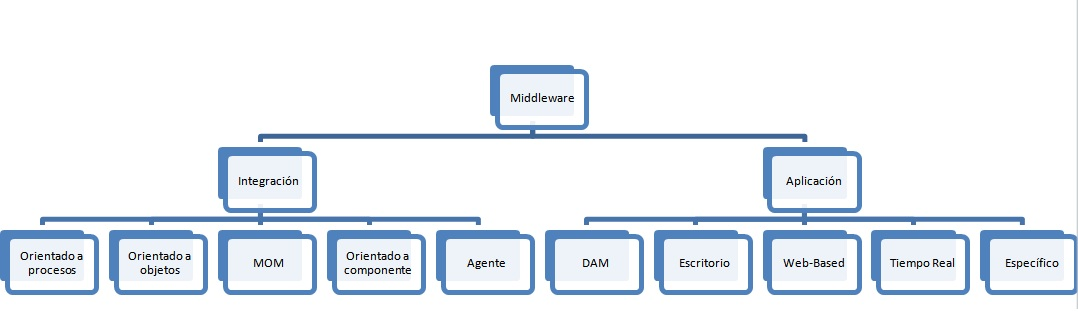 Middleware
Integración
Aplicación
Orientado a
procesos
Orientado a
objetos
MOM
Orientado a
componente
Agente
DAM
Escritorio
Web-Based
Tiempo Real
Específico